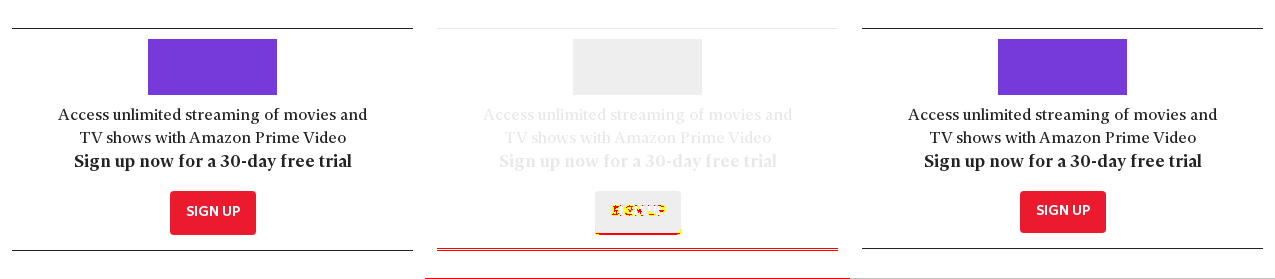 Access unlimited streaming of movies and
TV shows with Amazon Prime Video
Sign up now for a 30-day free trial
SIGN UP
Access unlimited streaming of movies and
TV shows with Amazon Prime Video
Sign up now for a 30-day free trial
SIGN UP
Access unlimited streaming of movies and
TV shows with Amazon Prime Video
Sign up now for a 30-day free trial
SIGN UP